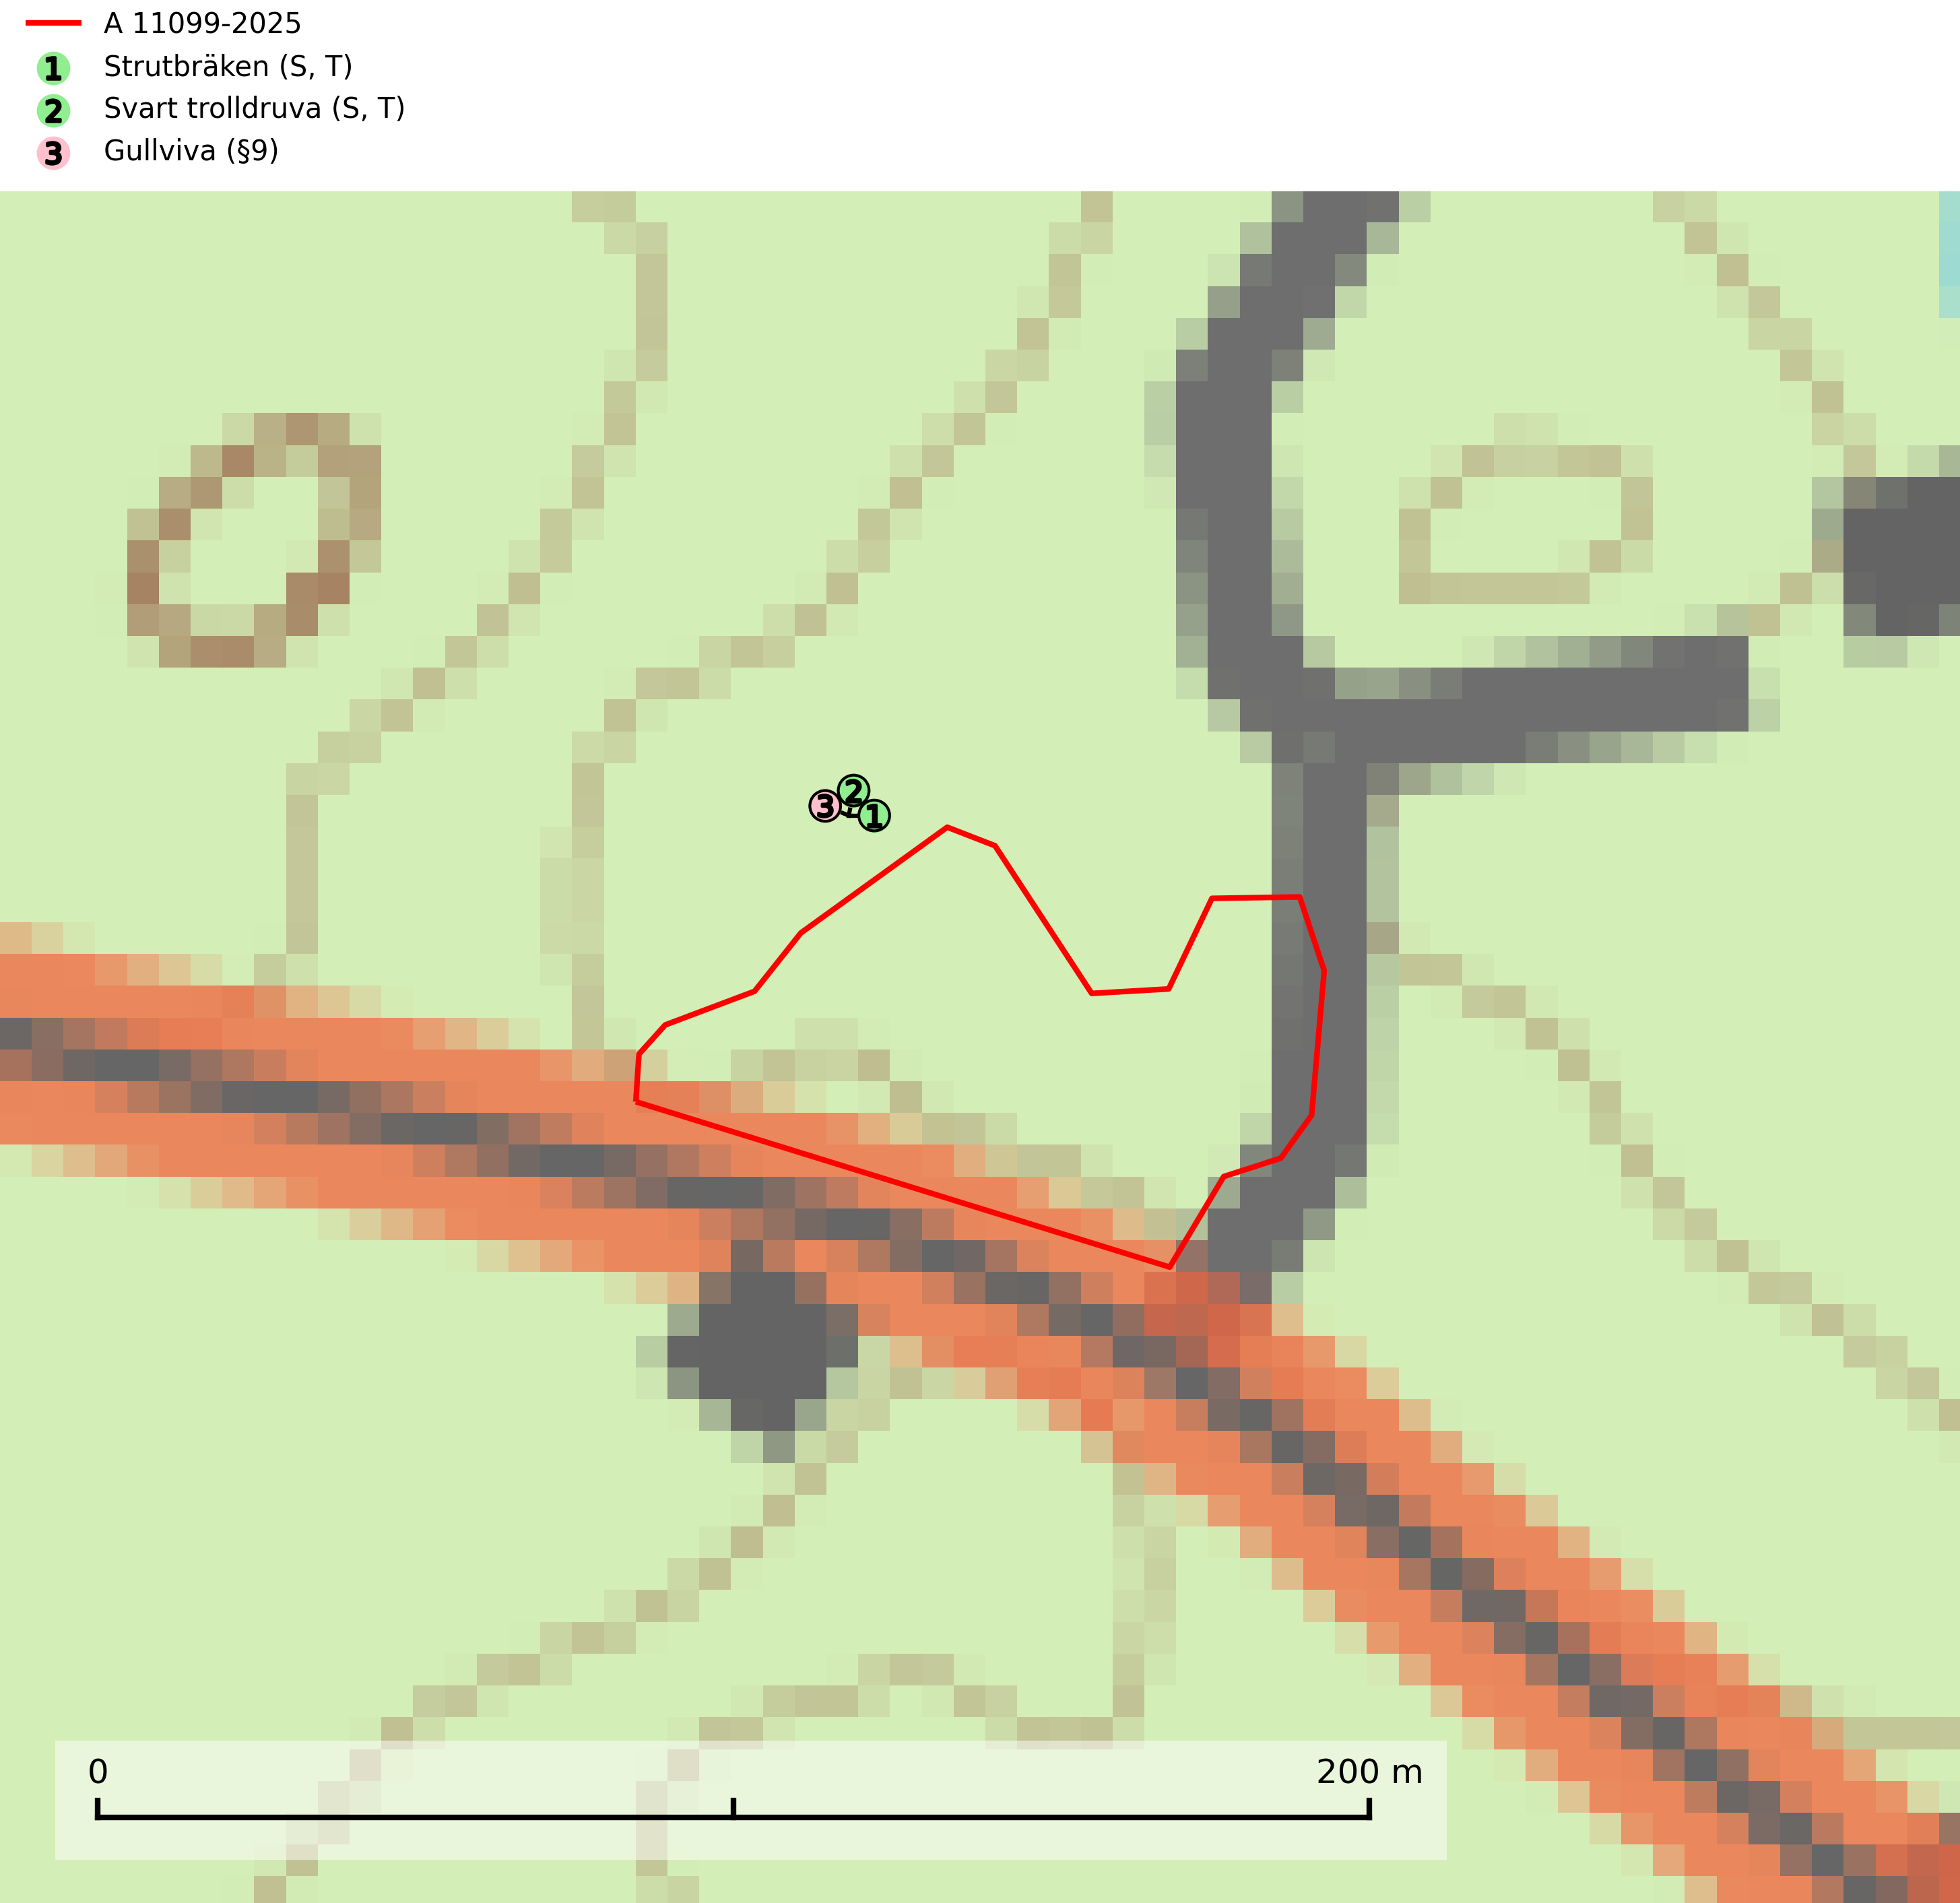 A 11099-2025
1 Strutbräken (S, T)
2 Svart trolldruva (S, T)
3 Gullviva (§9)
2
3
1
0 200 m